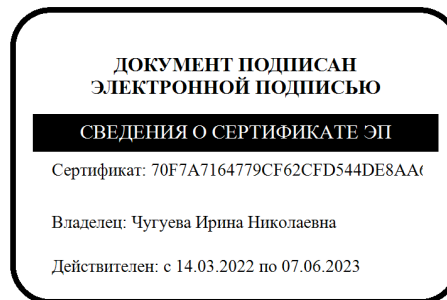 ДОКУМЕНТ ПОДПИСАН
ЭЛЕКТРОННОЙ ПОДПИСЬЮ
СВЕДЕНИЯ О СЕРТИФИКАТЕ ЭП
Сертификат: 70F7A7164779CF62CFD544DE8AA
Владелец: Чугуева Ирина Николаевна
Действителен: с 14.03.2022 по 07.06.2023